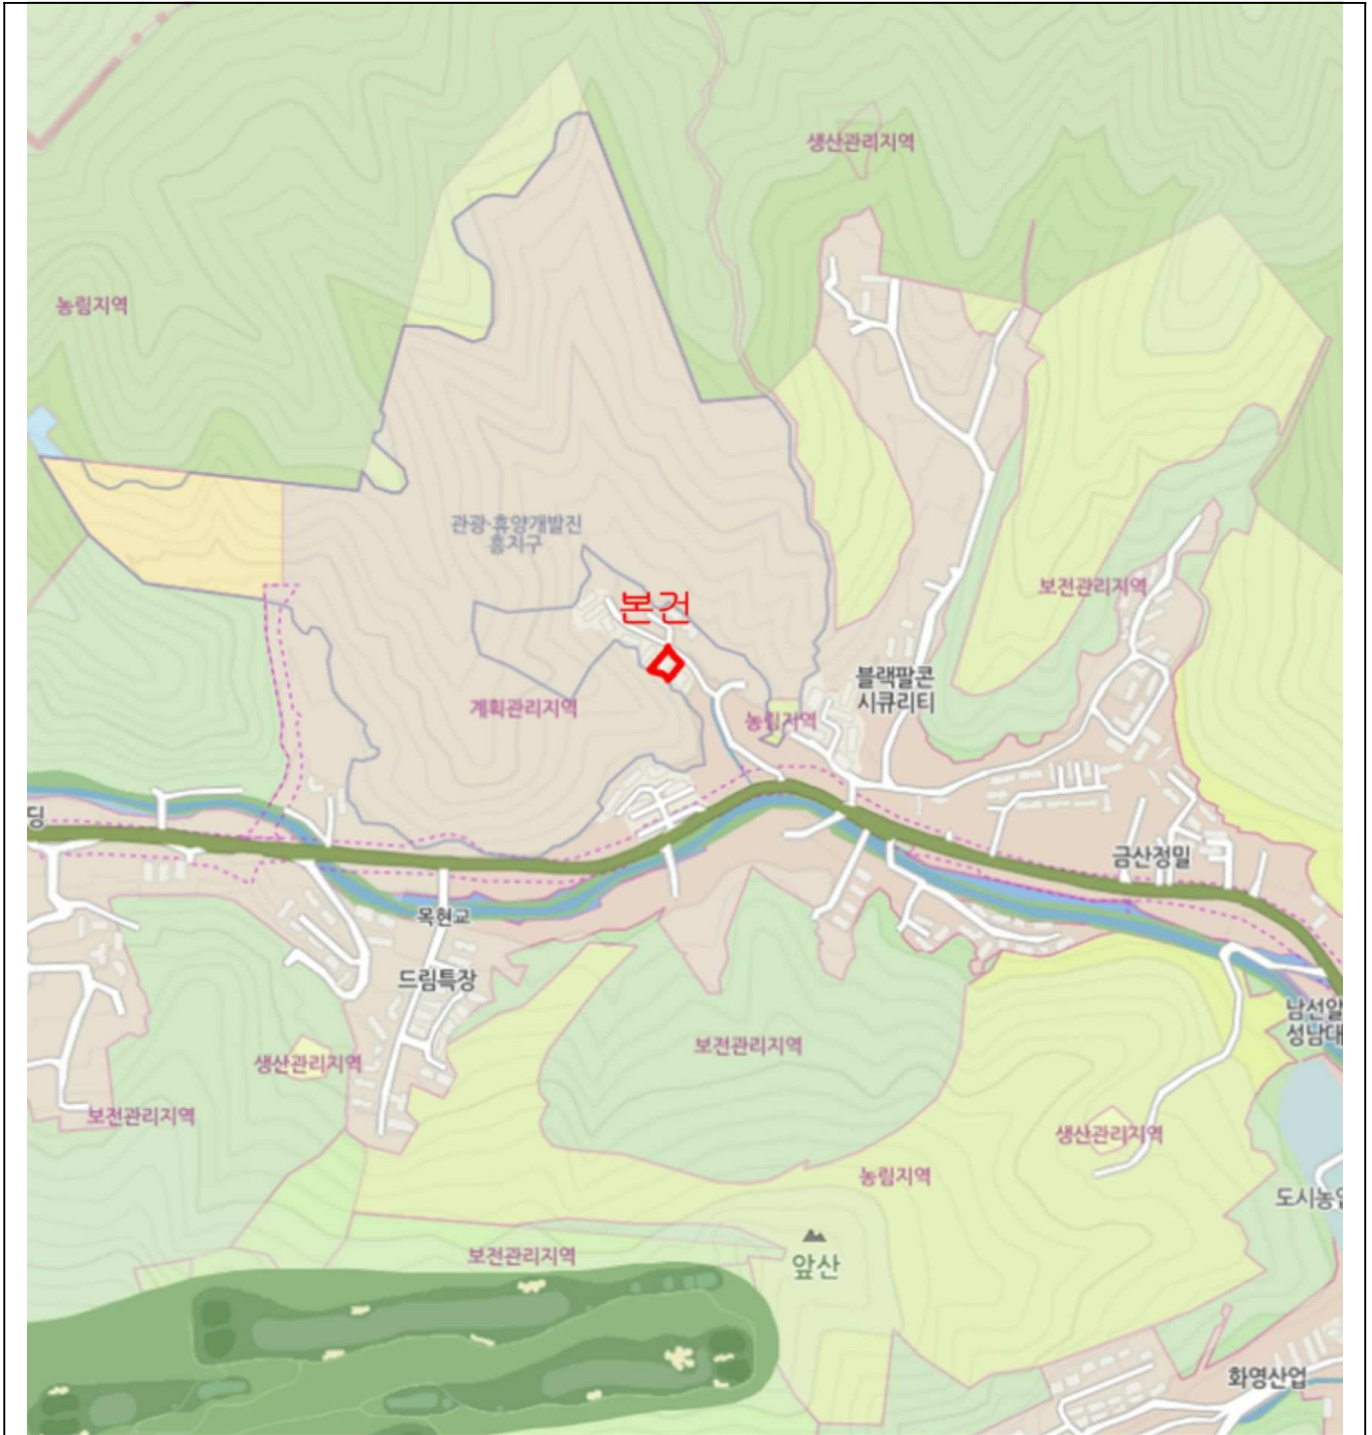 생산관리지역
농림지역
관광·휴양개발진
흥지구
본건
보전관리지역
블랙팔콘
시큐리티
계획관리지역
농림지역
딩
금산정밀
목현교
드림특장
남선알
성남대
보전관리지역
생산관리지역
보전관리지역
생산관리지역
농림지역
도시농업
보전관리지역
앞산
화영산업